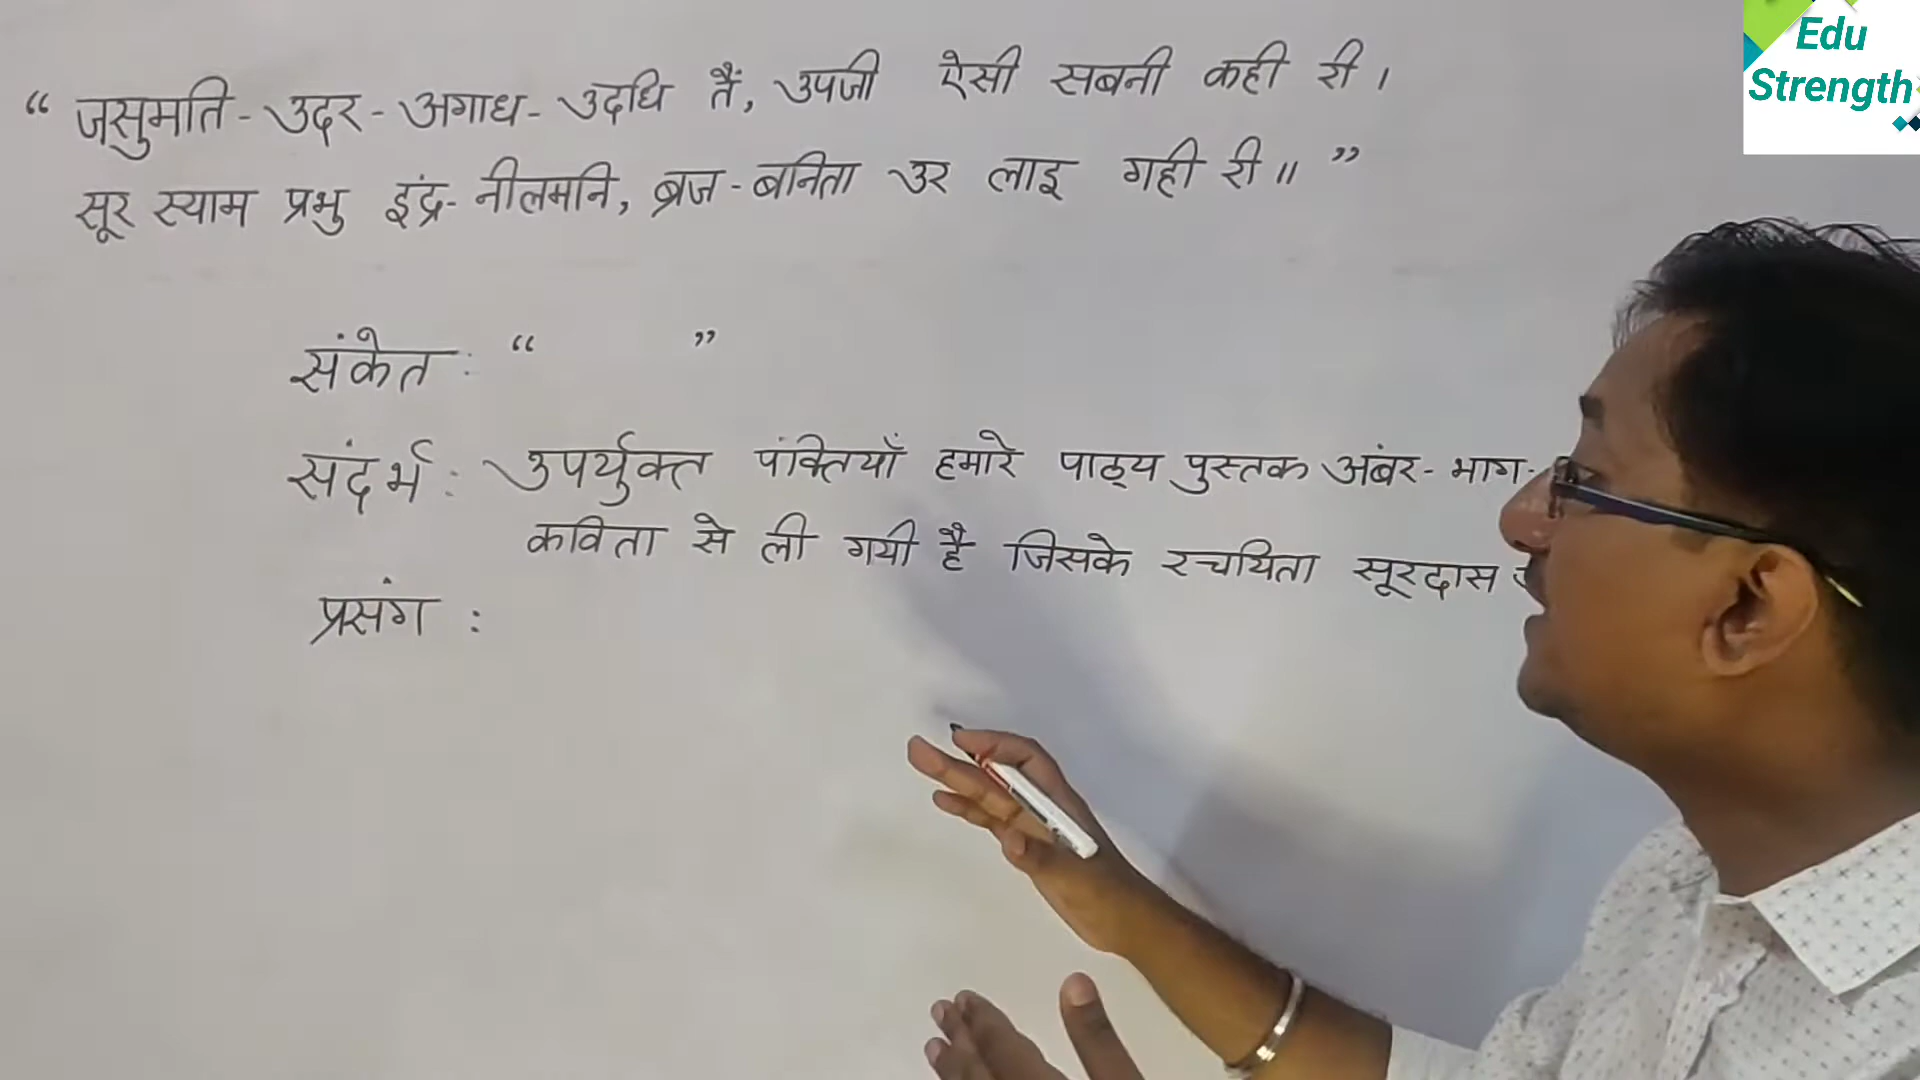 “ जसुमति - उदर - अगाध - उदधि तैं, उपजी ऐसी सबनी कही री ।
सूर स्याम प्रभु इंद्र - नीलमनि, ब्रज - बनिता उर लाइ गही री ॥ ”
संकेत : “ ”
संदर्भ : उपर्युक्त पंक्तियाँ हमारे पाठ्य पुस्तक अंबर - भाग -
कविता से ली गयी है जिसके रचयिता सूरदास
प्रसंग :
Edu
Strength